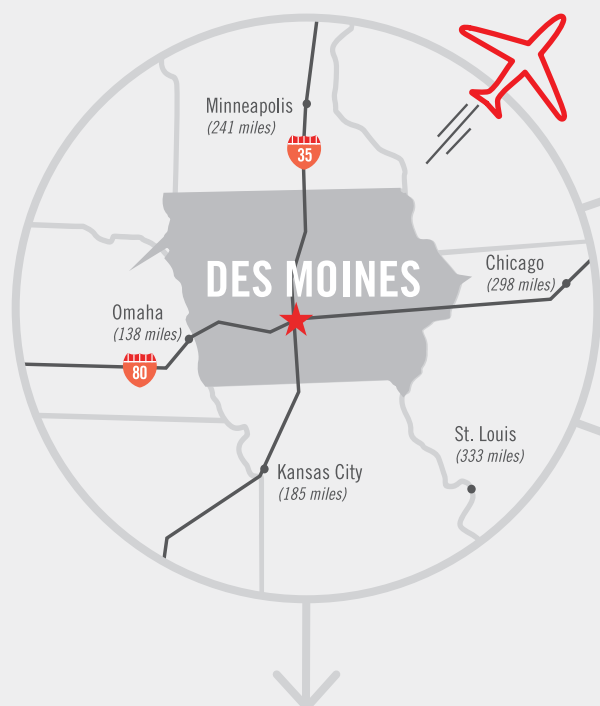 Minneapolis
(241 miles)
35
DES MOINES
Chicago
(298 miles)
Omaha
(138 miles)
80
St. Louis
(333 miles)
Kansas City
(185 miles)